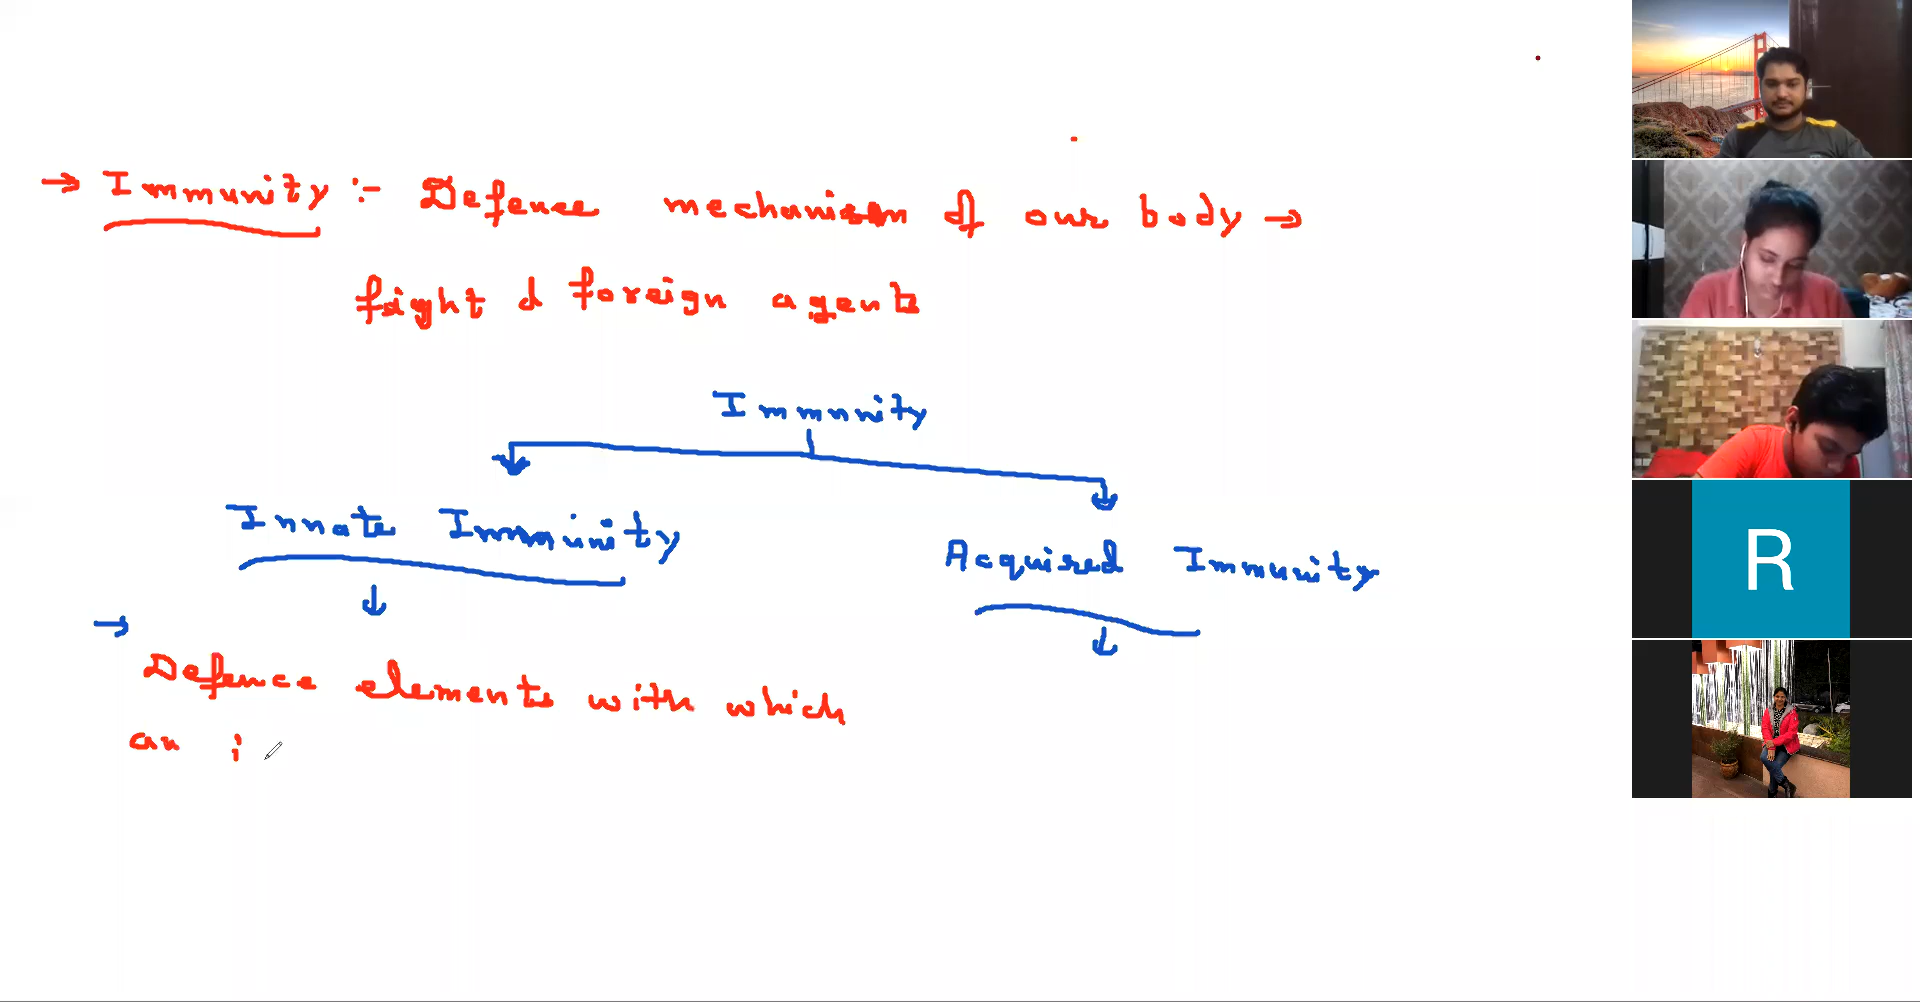 → Immunity :- Defence mechanism of our body →
fight d foreign agents
Immunity
Innate Immunity
Acquired Immunity
→
Defence elements with which
an i
R